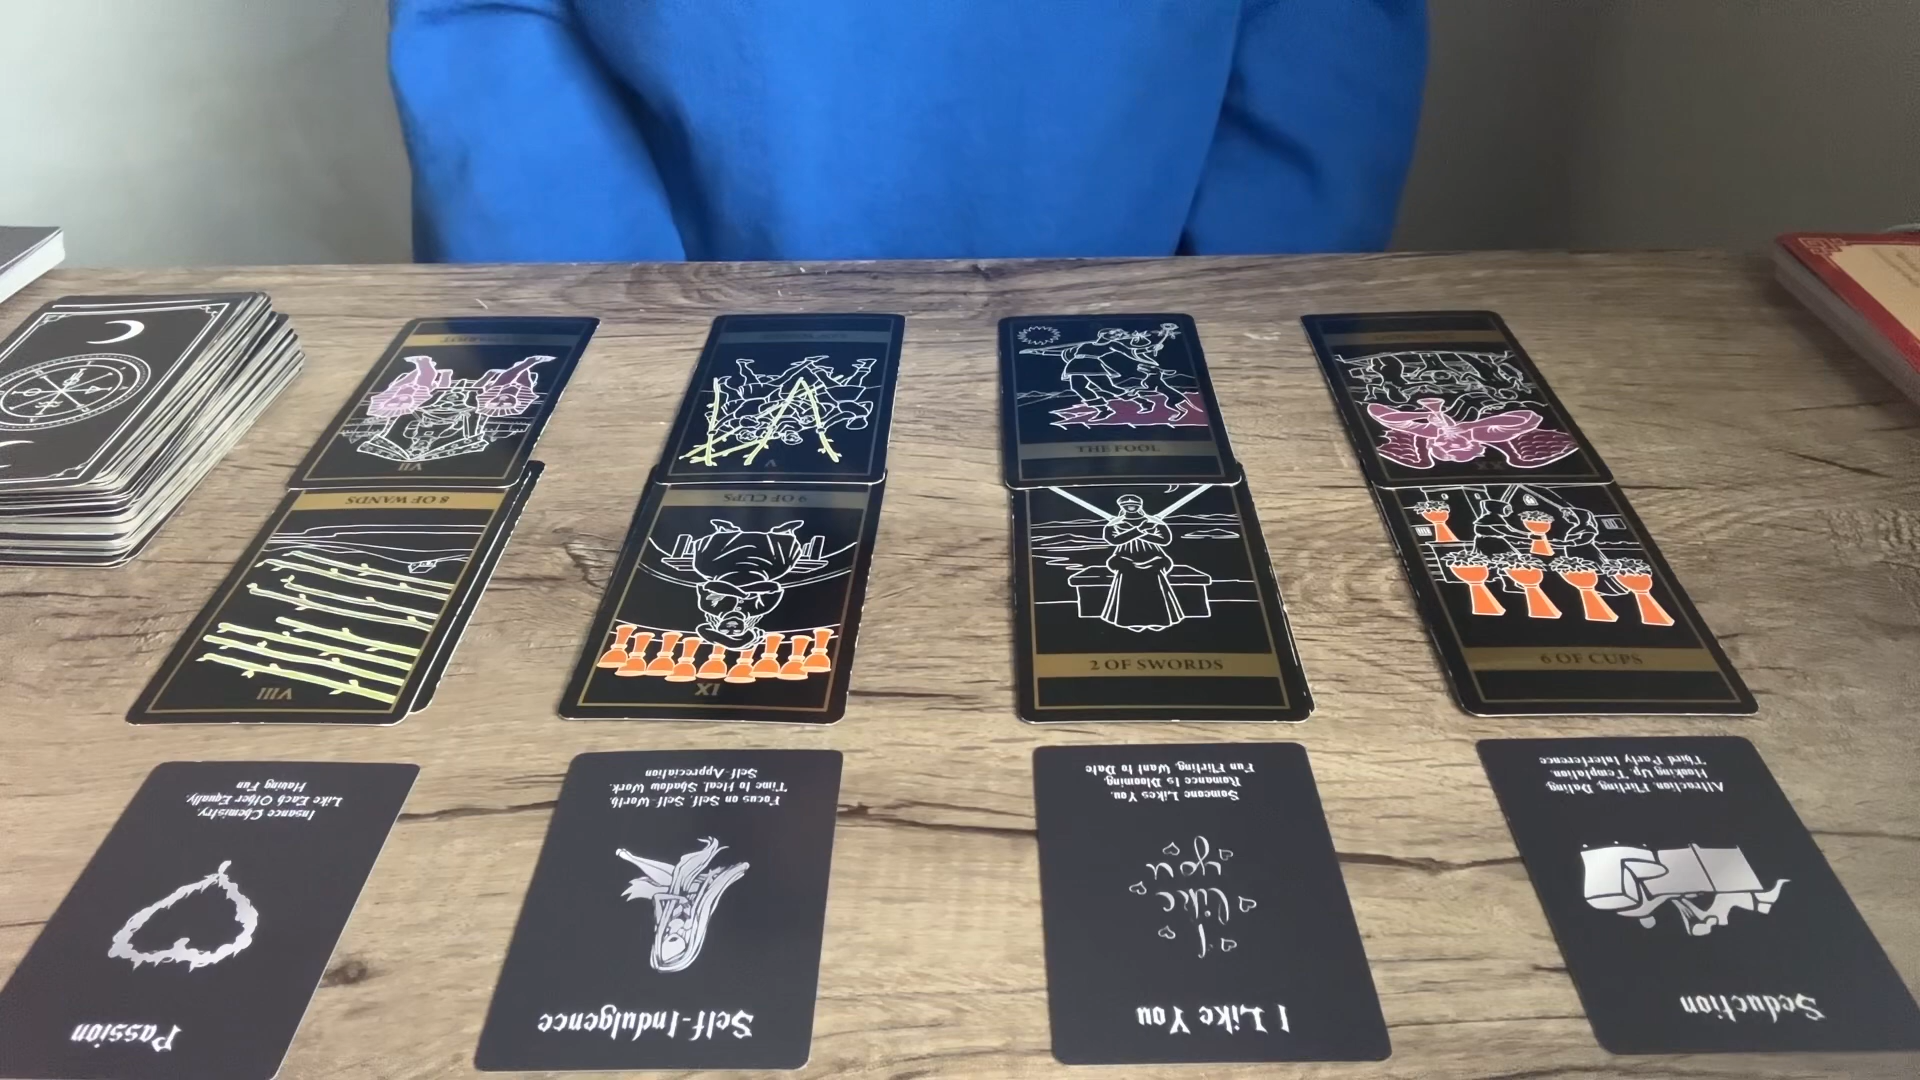 VII
V
THE FOOL
XX
8 OF WANDS
VIII
9 OF CUPS
IX
2 OF SWORDS
6 OF CUPS
Passion
Insane Chemistry.
Like Each Other Equally.
Having Fun
Self-Indulgence
Focus on Self, Self-Worth.
Time to Heal, Shadow Work.
Self-Appreciation
I Like You
I
like
you
Someone Likes You.
Romance Is Blooming.
Fun Flirting, Want to Date
Seduction
Attraction, Flirting, Dating.
Hooking Up, Temptation.
Third Party Interference